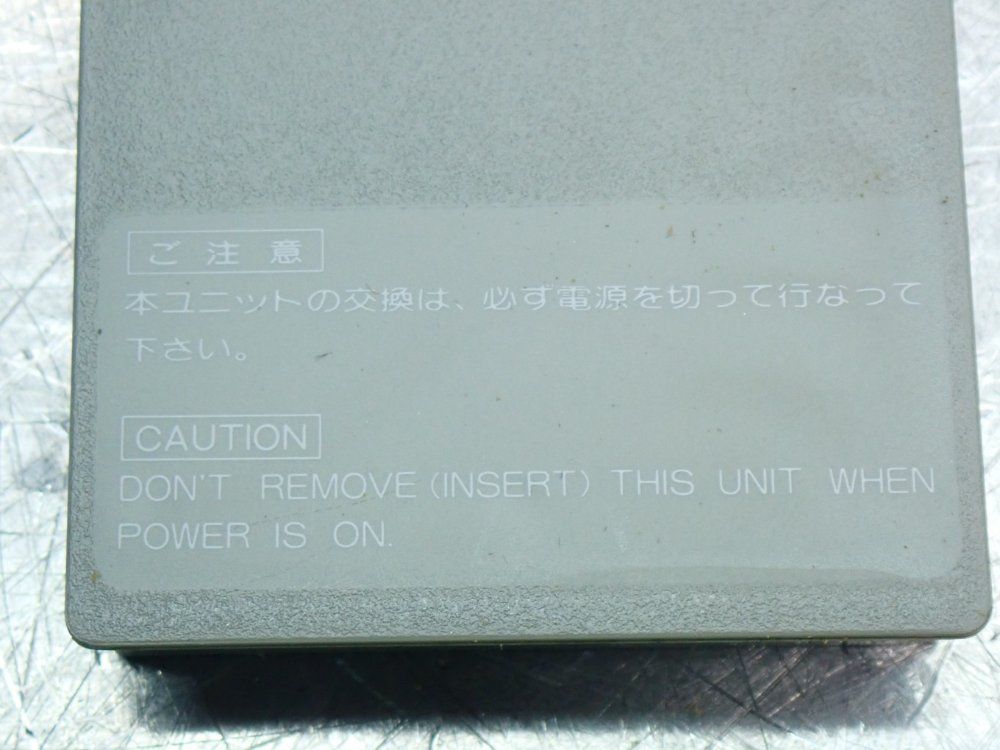 ご注意
本ユニットの交換は、必ず電源を切って行なって
下さい。
CAUTION
DON'T REMOVE (INSERT) THIS UNIT WHEN
POWER IS ON.